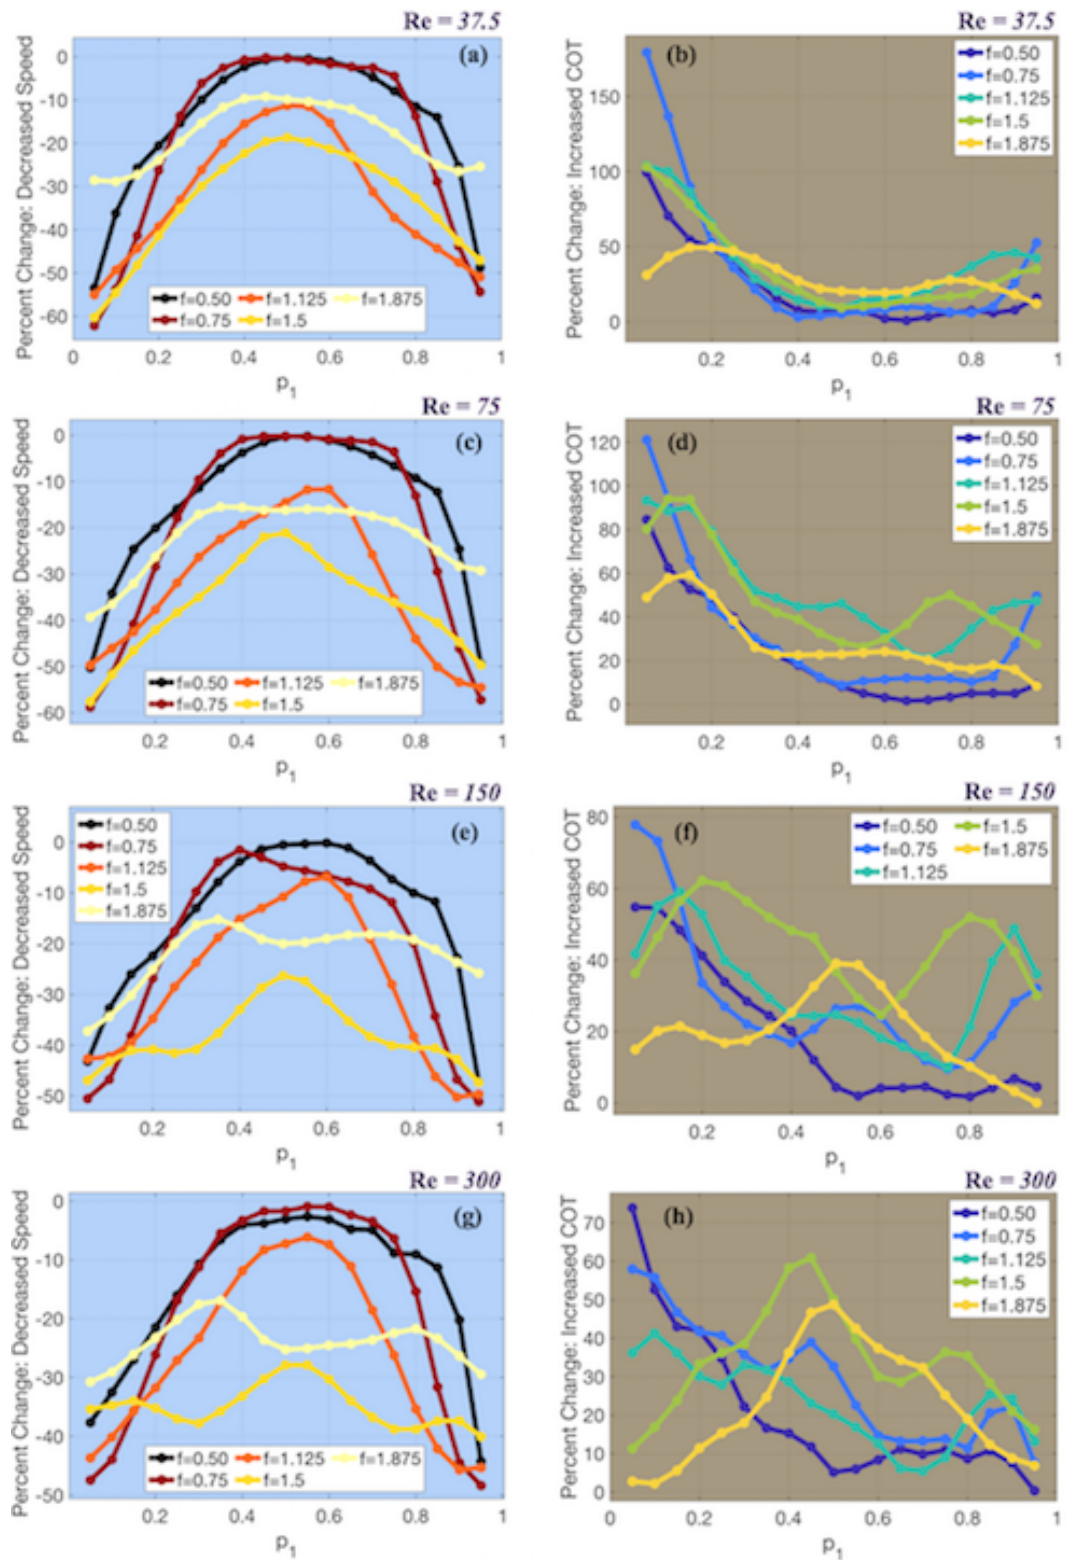 Re = 37.5
(a)
Percent Change: Decreased Speed
0
-10
-20
-30
-40
-50
-60
f=0.50 f=1.125 f=1.875
f=0.75 f=1.5
0 0.2 0.4 0.6 0.8 1
p1
Re = 37.5
(b)
Percent Change: Increased COT
150
100
50
0
f=0.50
f=0.75
f=1.125
f=1.5
f=1.875
0.2 0.4 0.6 0.8 1
p1
Re = 75
(c)
Percent Change: Decreased Speed
0
-10
-20
-30
-40
-50
-60
f=0.50 f=1.125 f=1.875
f=0.75 f=1.5
0.2 0.4 0.6 0.8 1
p1
Re = 75
(d)
Percent Change: Increased COT
120
100
80
60
40
20
0
f=0.50
f=0.75
f=1.125
f=1.5
f=1.875
0.2 0.4 0.6 0.8 1
p1
Re = 150
(e)
Percent Change: Decreased Speed
0
-10
-20
-30
-40
-50
f=0.50
f=0.75
f=1.125
f=1.5
f=1.875
0.2 0.4 0.6 0.8 1
p1
Re = 150
(f)
Percent Change: Increased COT
80
60
40
20
0
f=0.50 f=1.5
f=0.75 f=1.875
f=1.125
0.2 0.4 0.6 0.8 1
p1
Re = 300
(g)
Percent Change: Decreased Speed
0
-10
-20
-30
-40
-50
f=0.50 f=1.125 f=1.875
f=0.75 f=1.5
0.2 0.4 0.6 0.8 1
p1
Re = 300
(h)
Percent Change: Increased COT
70
60
50
40
30
20
10
0
f=0.50
f=0.75
f=1.125
f=1.5
f=1.875
0 0.2 0.4 0.6 0.8 1
p1